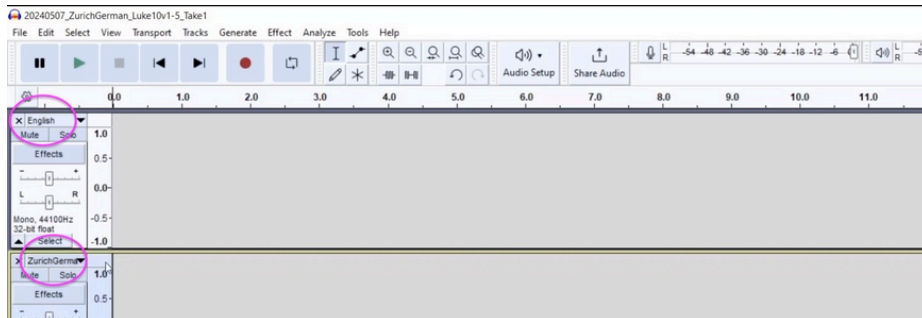 20240507_ZurichGerman_Luke10v1-5_Take1
File Edit Select View Transport Tracks Generate Effect Analyze Tools Help
L
R
-54 -48 -42 -36 -30 -24 -18 -12 -6 0
L
R
-5
Audio Setup
Share Audio
0.0 1.0 2.0 3.0 4.0 5.0 6.0 7.0 8.0 9.0 10.0 11.0
English
Mute Solo
Effects
- +
L R
Mono, 44100Hz
32-bit float
Select
1.0
0.5
0.0
-0.5
-1.0
ZurichGerma
Mute Solo
Effects
- +
1.0
0.5